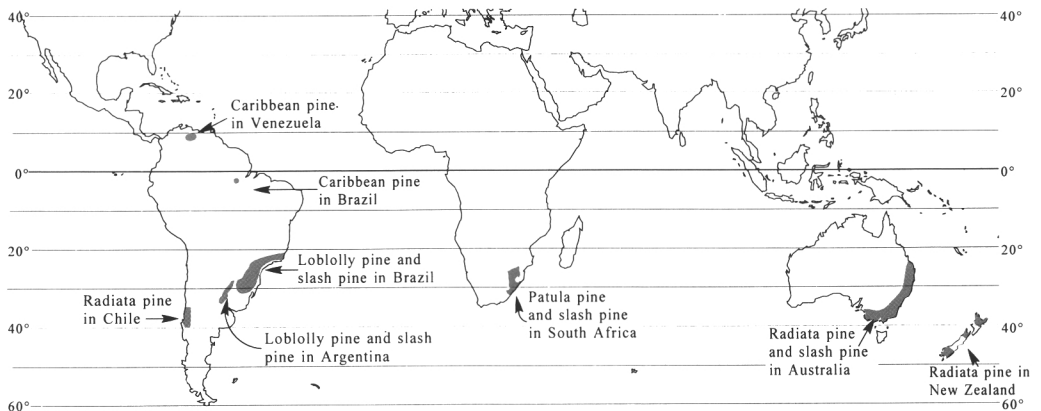 40°
40°
20°
20°
Caribbean pine
in Venezuela
0°
0°
Caribbean pine
in Brazil
20°
20°
Loblolly pine and
slash pine in Brazil
Radiata pine
in Chile
Patula pine
and slash pine
in South Africa
40°
40°
Loblolly pine and slash
pine in Argentina
Radiata pine
and slash pine
in Australia
Radiata pine in
New Zealand
60°
60°